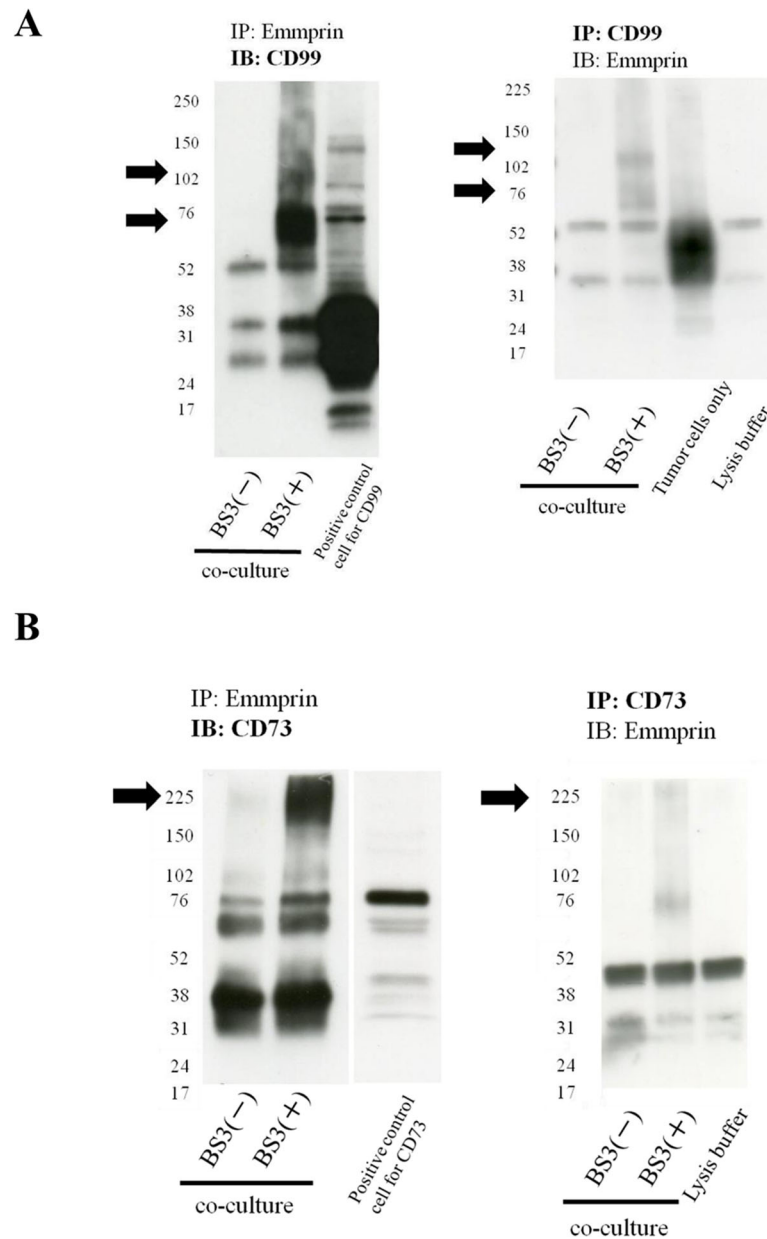 A
IP: Emmprin
IB: CD99
250
150
102
76
52
38
31
24
17
BS3(−)
BS3(+)
Positive control
cell for CD99
co-culture
IP: CD99
IB: Emmprin
225
150
102
76
52
38
31
24
17
BS3(−)
BS3(+)
Tumor cells only
Lysis buffer
co-culture
B
IP: Emmprin
IB: CD73
225
150
102
76
52
38
31
24
17
BS3(−)
BS3(+)
Positive control
cell for CD73
co-culture
IP: CD73
IB: Emmprin
225
150
102
76
52
38
31
24
17
BS3(−)
BS3(+)
Lysis buffer
co-culture